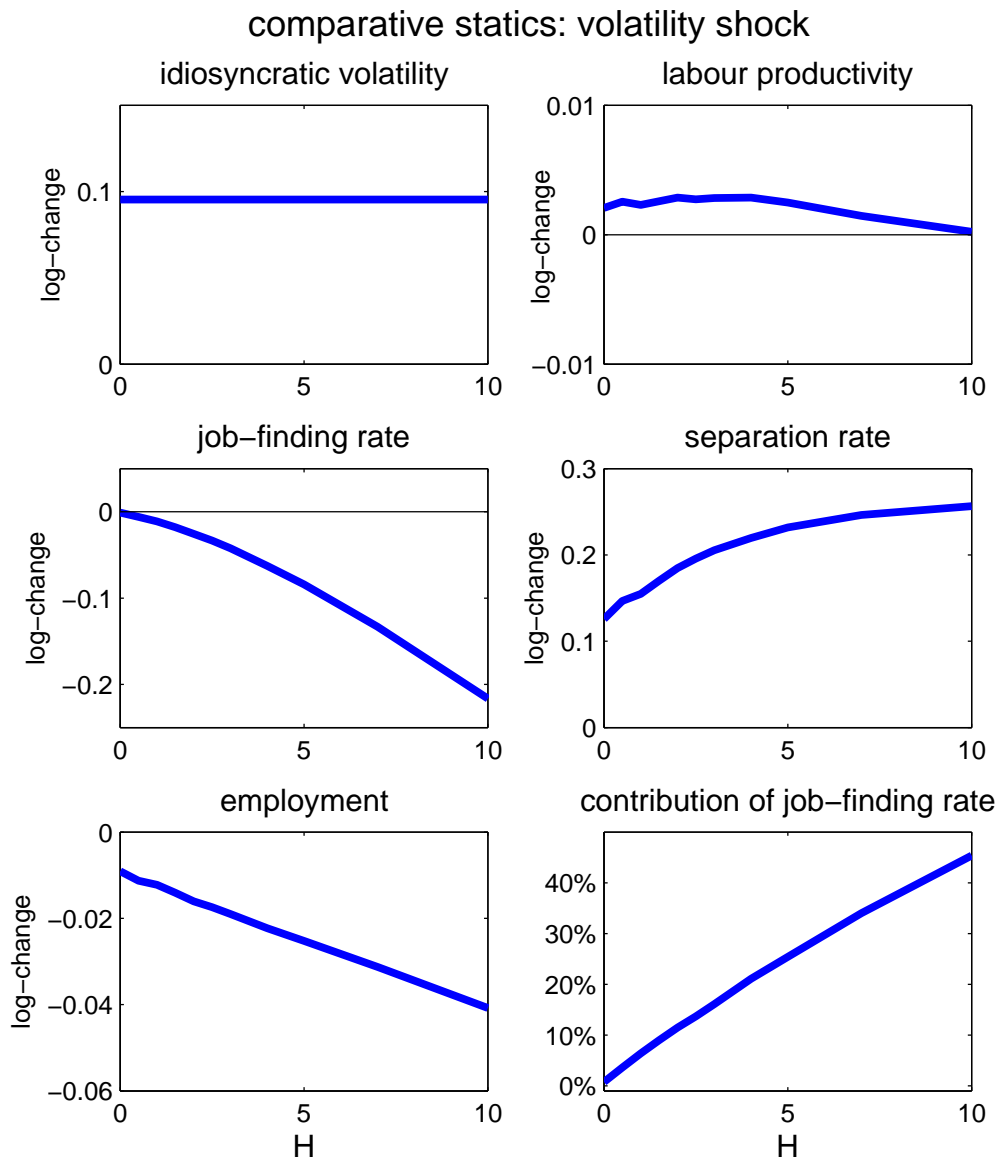 comparative statics: volatility shock
idiosyncratic volatility
labour productivity
log−change
0.1
0
0
5
10
log−change
0.01
0
−0.01
0
5
10
job−finding rate
separation rate
log−change
0
−0.1
−0.2
0
5
10
log−change
0.3
0.2
0.1
0
0
5
10
employment
contribution of job−finding rate
log−change
0
−0.02
−0.04
−0.06
0
5
10
H
40%
30%
20%
10%
0%
0
5
10
H